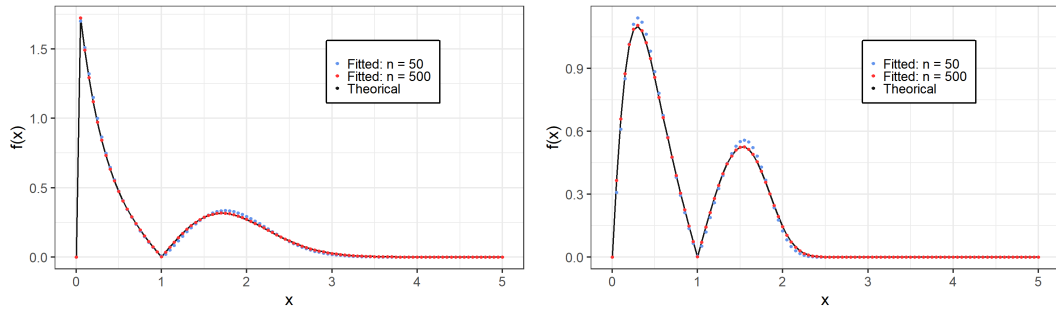 1.5
1.0
0.5
0.0
f(x)
Fitted: n = 50
Fitted: n = 500
Theorical
0 1 2 3 4 5
x
0.9
0.6
0.3
0.0
f(x)
Fitted: n = 50
Fitted: n = 500
Theorical
0 1 2 3 4 5
x